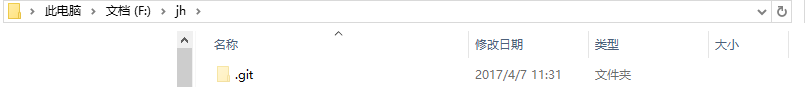 此电脑 > 文档 (F:) > jh >
名称 修改日期 类型 大小
.git 2017/4/7 11:31 文件夹